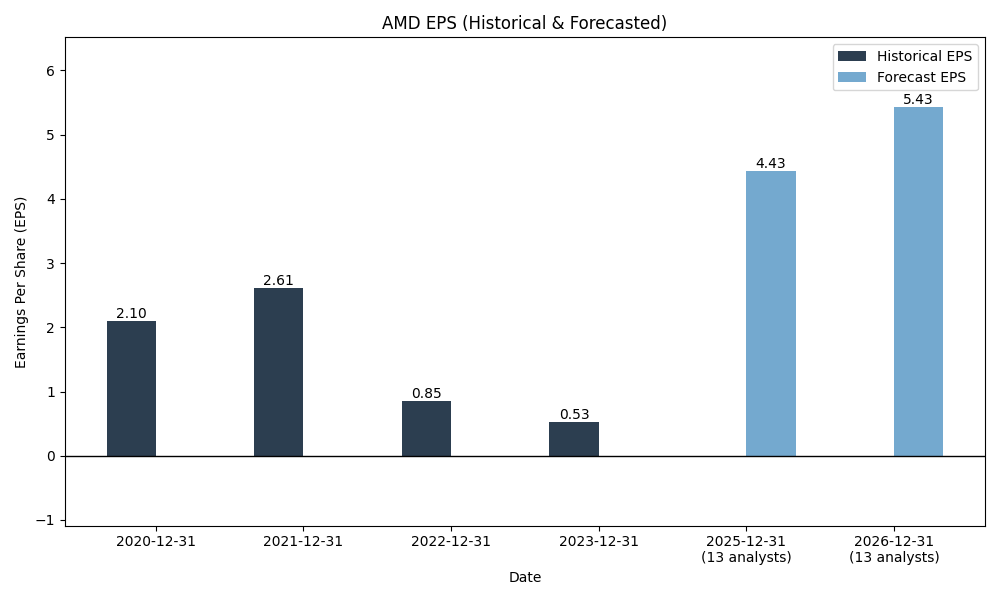 AMD EPS (Historical & Forecasted)
Historical EPS
Forecast EPS
Earnings Per Share (EPS)
6
5
4
3
2
1
0
−1
2.10
2.61
0.85
0.53
4.43
5.43
2020-12-31
2021-12-31
2022-12-31
2023-12-31
2025-12-31
(13 analysts)
2026-12-31
(13 analysts)
Date